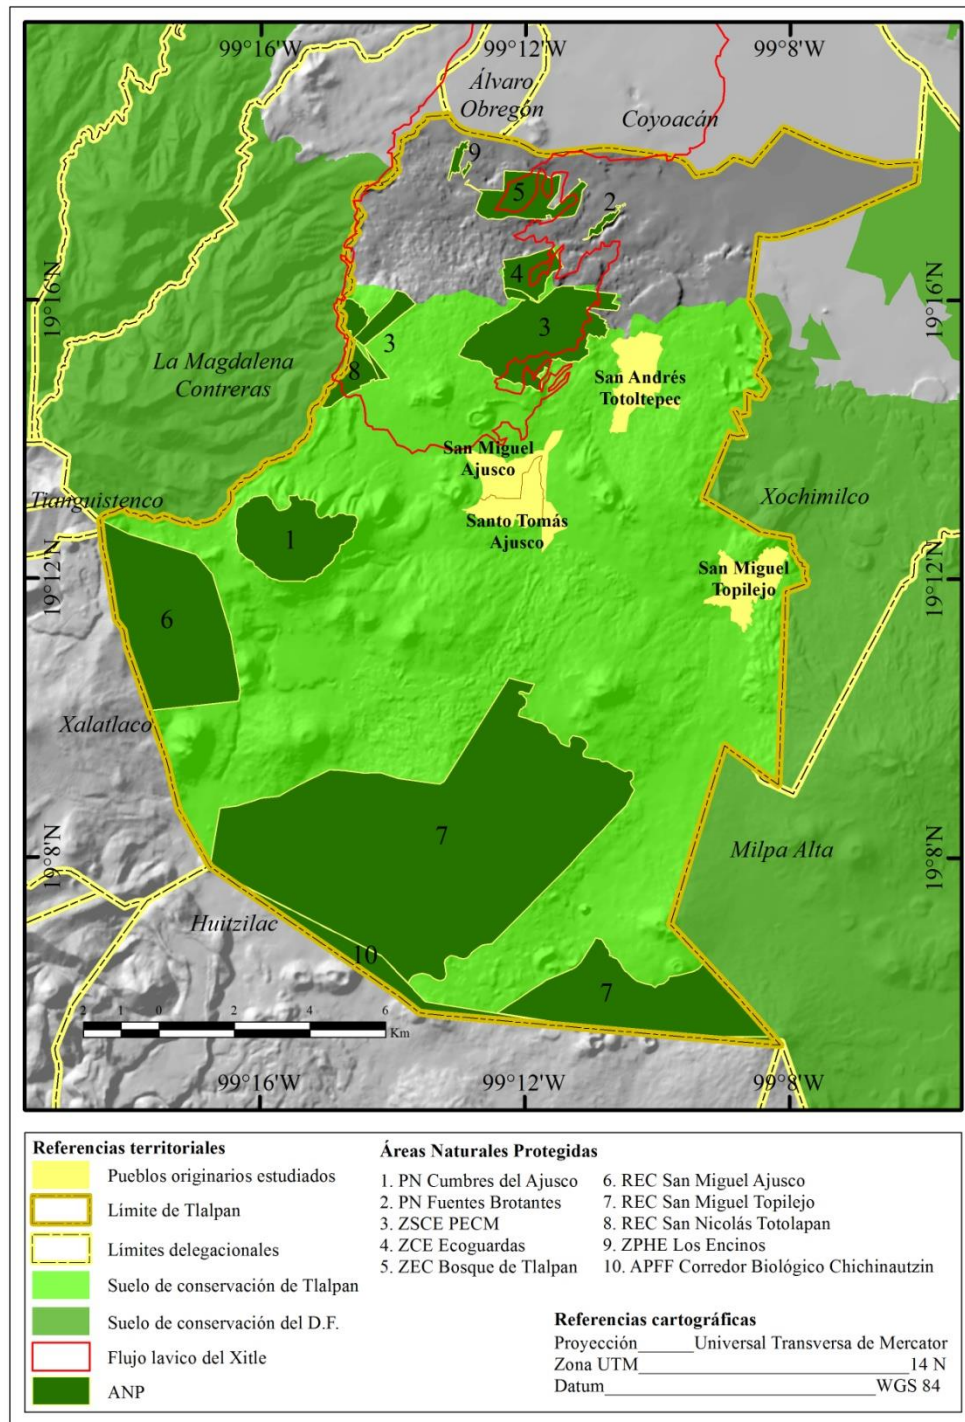 99°16'W
99°12'W
99°8'W
Álvaro
Obregón
Coyoacán
9
5
2
4
19°16'N
19°16'N
3
3
La Magdalena
Contreras
8
San Andrés
Totoltepec
San Miguel
Ajusco
Tianguistenco
Xochimilco
1
Santo Tomás
Ajusco
19°12'N
19°12'N
San Miguel
Topilejo
6
Xalatlaco
7
Milpa Alta
19°8'N
19°8'N
Huitzilac
10
7
2 1 0 2 4 6
Km
99°16'W
99°12'W
99°8'W
Referencias territoriales
Pueblos originarios estudiados
Límite de Tlalpan
Límites delegacionales
Suelo de conservación de Tlalpan
Suelo de conservación del D.F.
Flujo lavico del Xitle
ANP
Áreas Naturales Protegidas
1. PN Cumbres del Ajusco
2. PN Fuentes Brotantes
3. ZSCE PECM
4. ZCE Ecoguardas
5. ZEC Bosque de Tlalpan
6. REC San Miguel Ajusco
7. REC San Miguel Topilejo
8. REC San Nicolás Totolapan
9. ZPHE Los Encinos
10. APFF Corredor Biológico Chichinautzin
Referencias cartográficas
Proyección______Universal Transversa de Mercator
Zona UTM____________________________14 N
Datum____________________________WGS 84